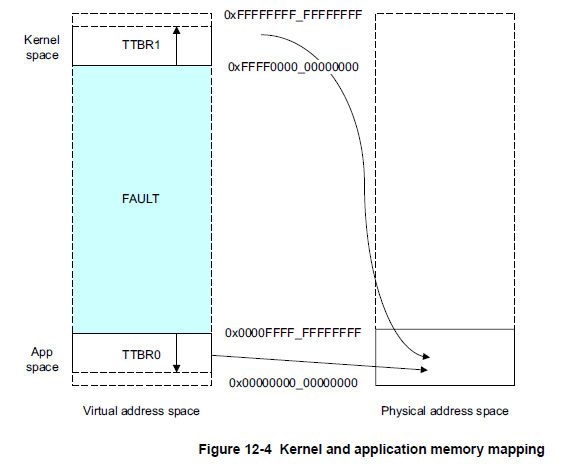 0xFFFFFFFF_FFFFFFFF
Kernel
space
TTBR1
0xFFFF0000_00000000
FAULT
0x0000FFFF_FFFFFFFF
App
space
TTBR0
0x00000000_00000000
Virtual address space
Physical address space
Figure 12-4 Kernel and application memory mapping